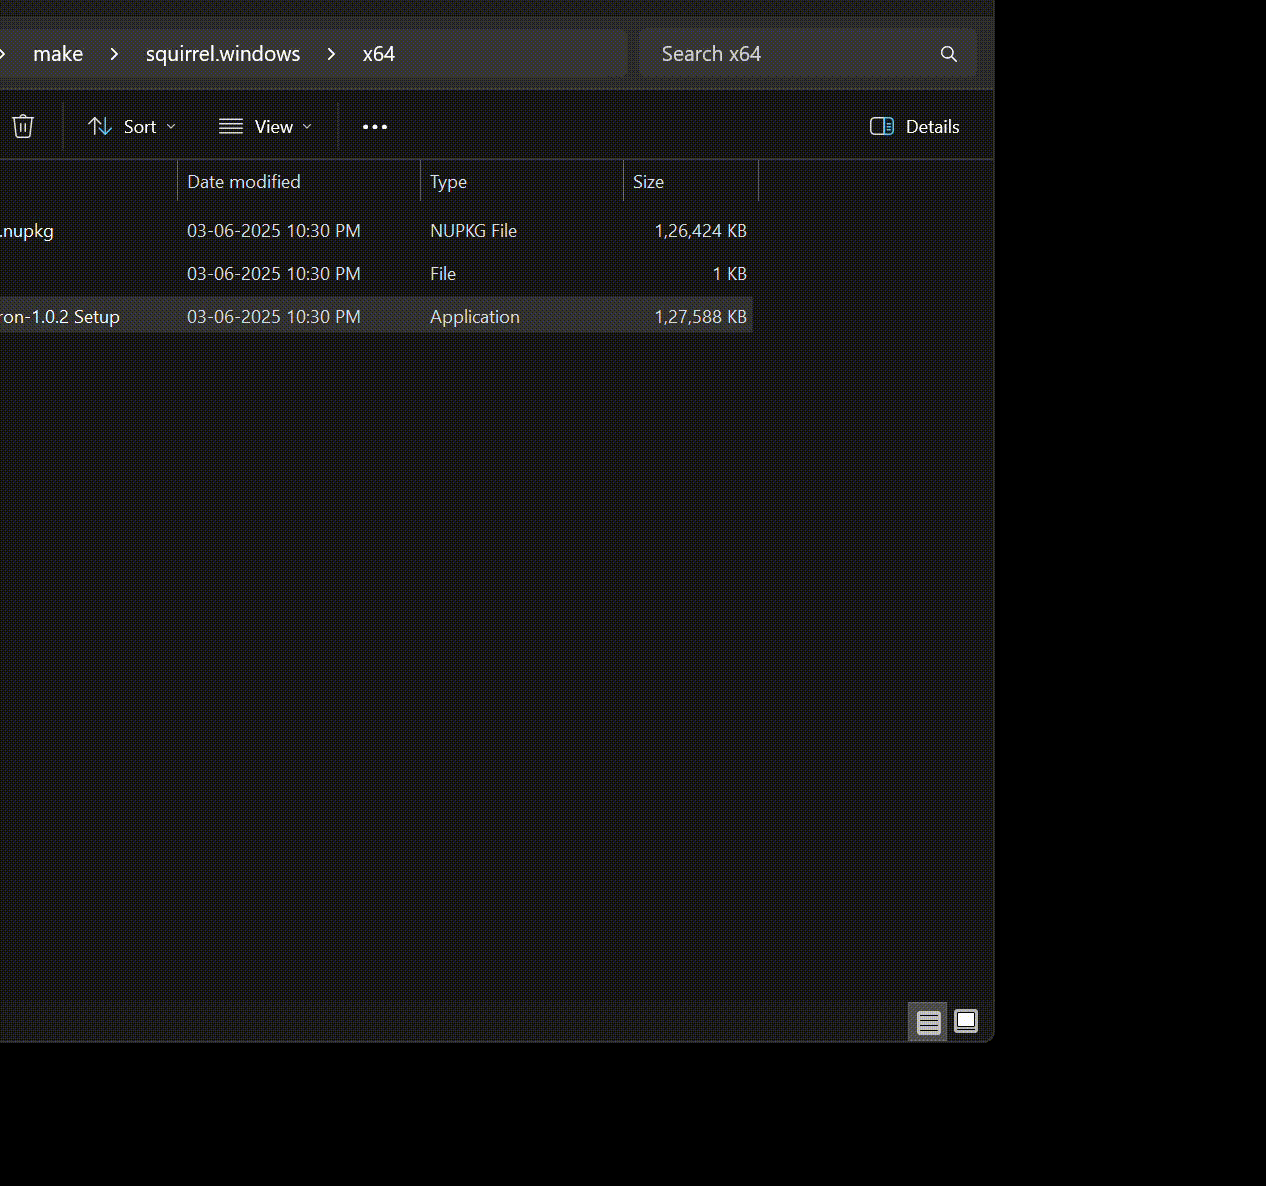 make > squirrel.windows > x64 Search x64
Sort View ••• Details
Date modified Type Size
.nupkg 03-06-2025 10:30 PM NUPKG File 1,26,424 KB
03-06-2025 10:30 PM File 1 KB
ron-1.0.2 Setup 03-06-2025 10:30 PM Application 1,27,588 KB